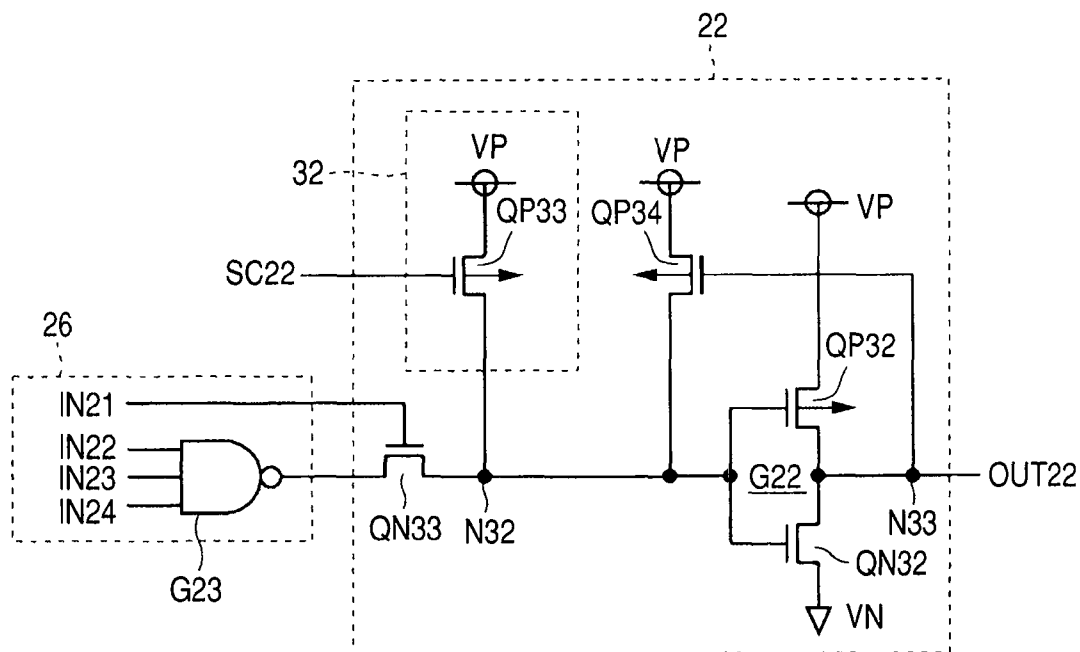 22
32
VP
VP
VP
QP33
QP34
SC22
26
QP32
IN21
IN22
IN23
IN24
G22
OUT22
QN33
N32
N33
QN32
G23
VN